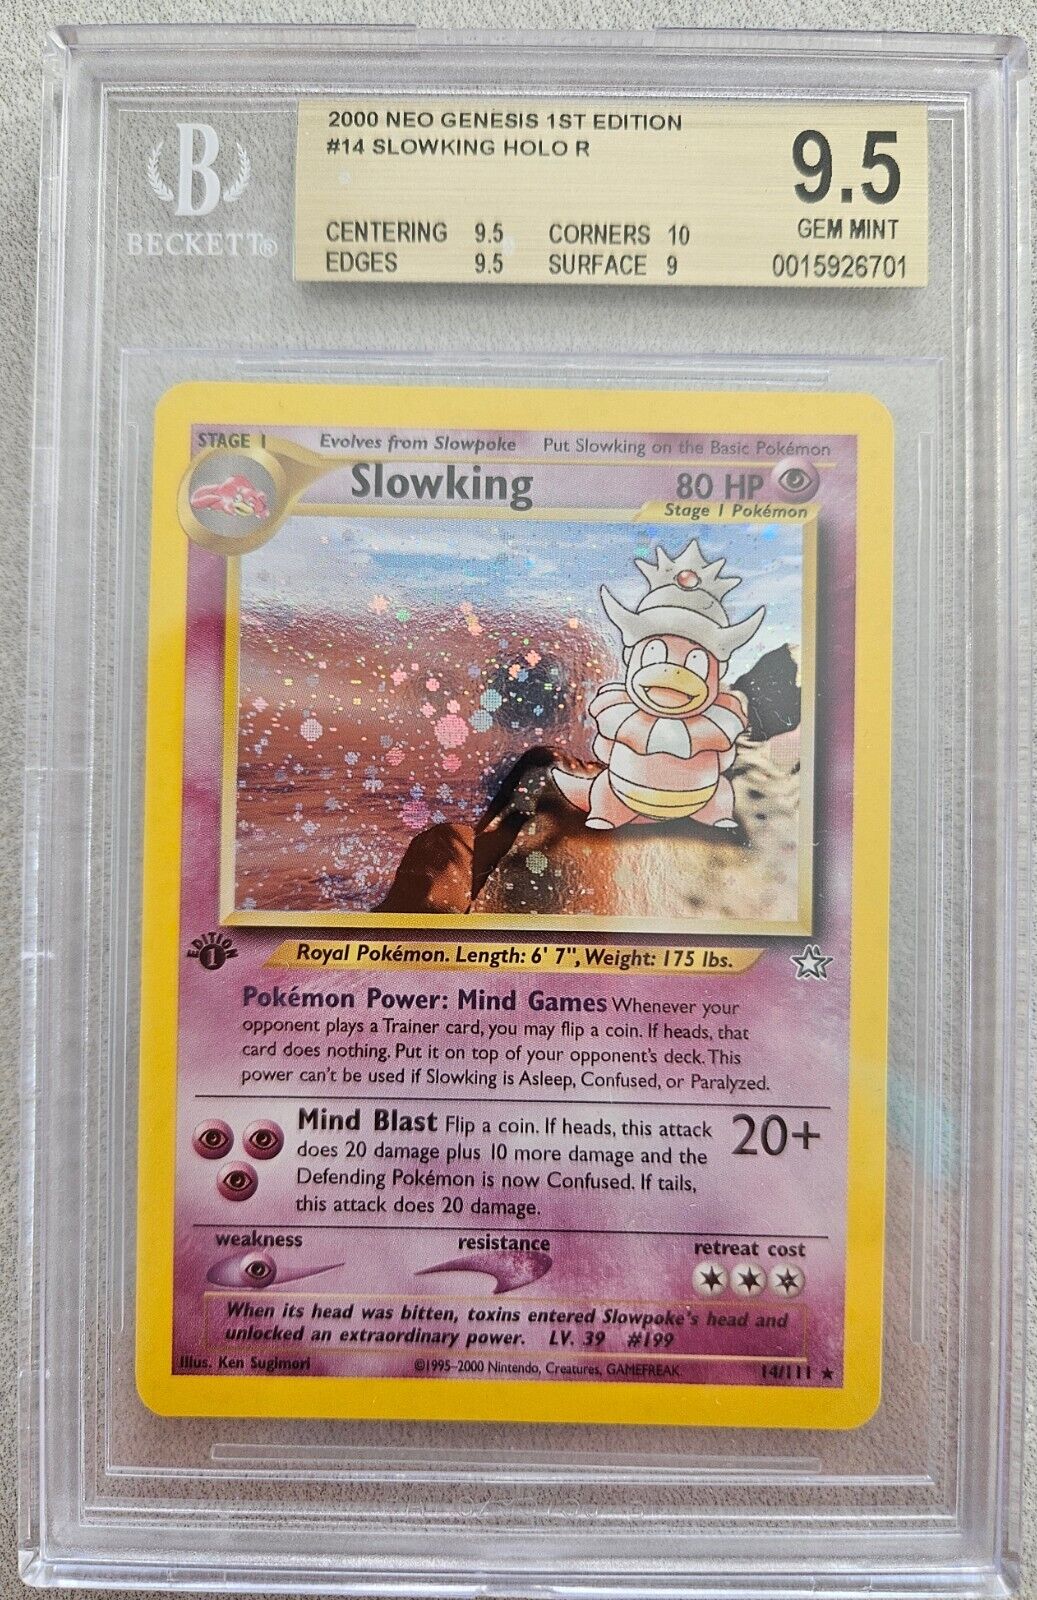 2000 NEO GENESIS 1ST EDITION
#14 SLOWKING HOLO R
9.5
CENTERING 9.5 CORNERS 10 GEM MINT
EDGES 9.5 SURFACE 9 0015926701
B
BECKETT®
STAGE 1 Evolves from Slowpoke Put Slowking on the Basic Pokémon
Slowking 80 HP
Stage 1 Pokémon
EDITION
1
Royal Pokémon. Length: 6' 7", Weight: 175 lbs.
Pokémon Power: Mind Games Whenever your
opponent plays a Trainer card, you may flip a coin. If heads, that
card does nothing. Put it on top of your opponent's deck. This
power can't be used if Slowking is Asleep, Confused, or Paralyzed.
Mind Blast Flip a coin. If heads, this attack 20+
does 20 damage plus 10 more damage and the
Defending Pokémon is now Confused. If tails,
this attack does 20 damage.
weakness resistance retreat cost
When its head was bitten, toxins entered Slowpoke's head and
unlocked an extraordinary power. LV. 39 #199
Illus. Ken Sugimori ©1995-2000 Nintendo, Creatures, GAMEFREAK. 14/111 ★